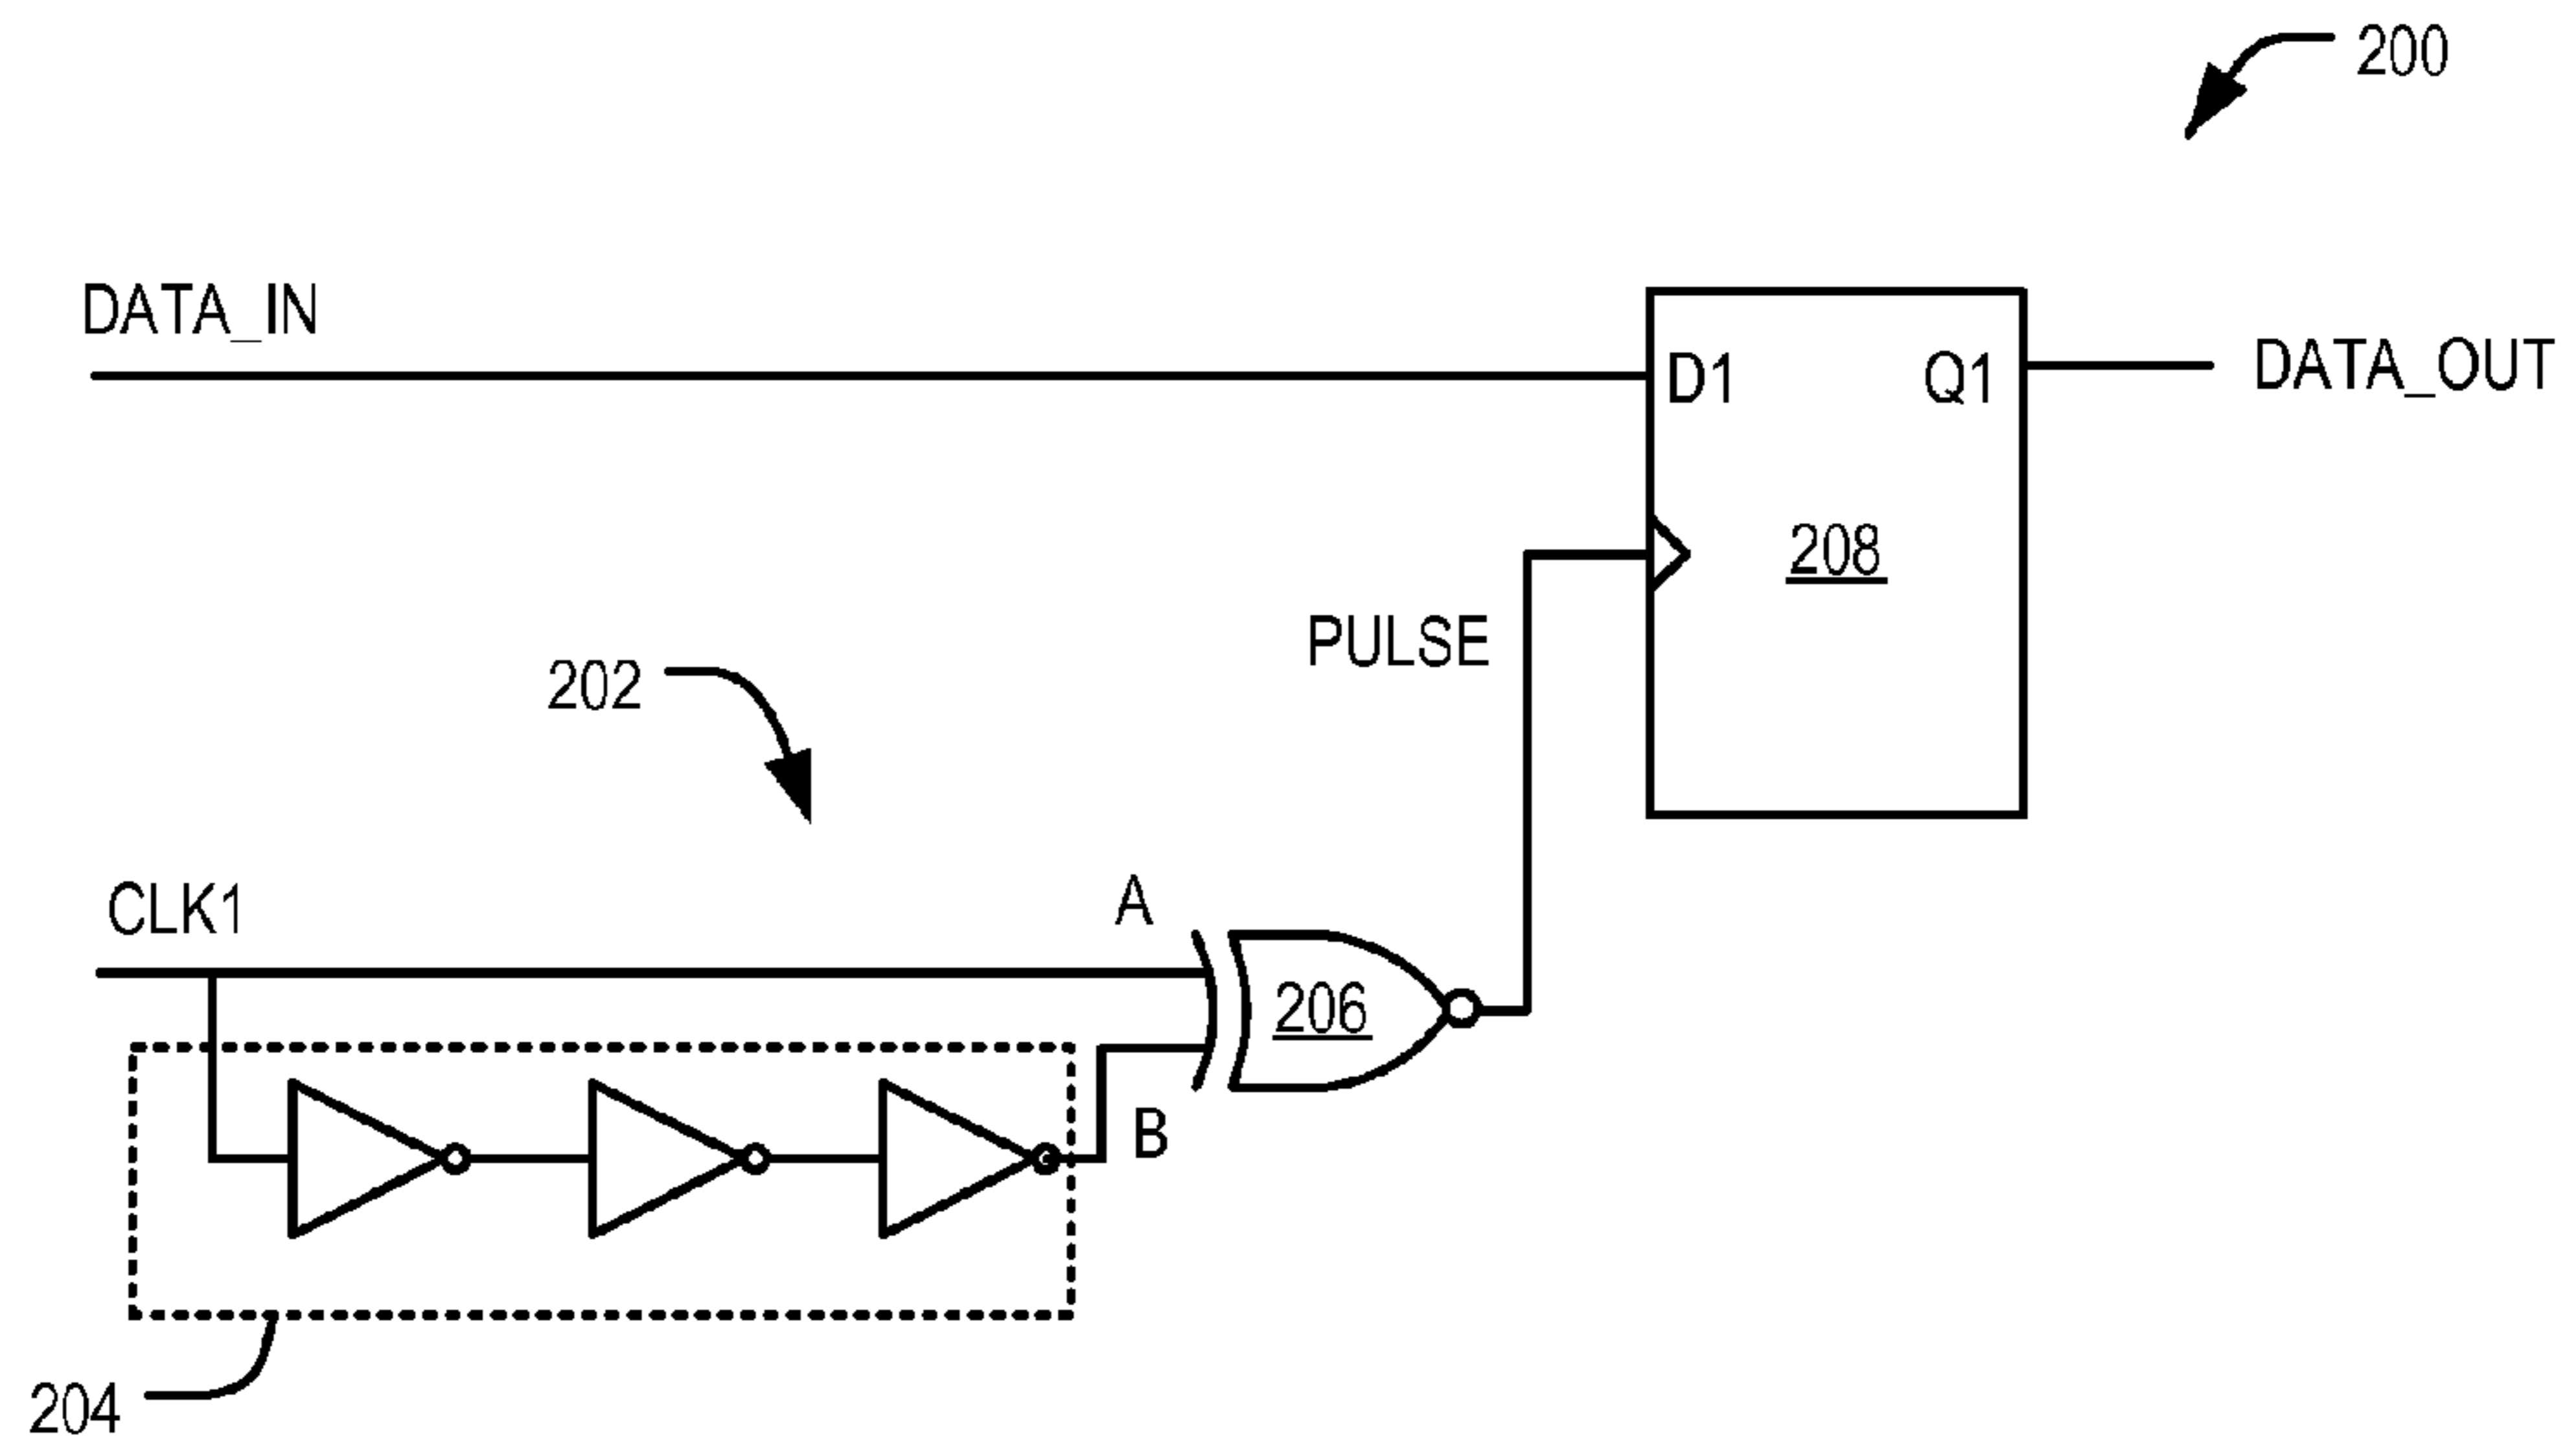 200
DATA_IN
D1
Q1
DATA_OUT
208
PULSE
202
CLK1
A
206
B
204